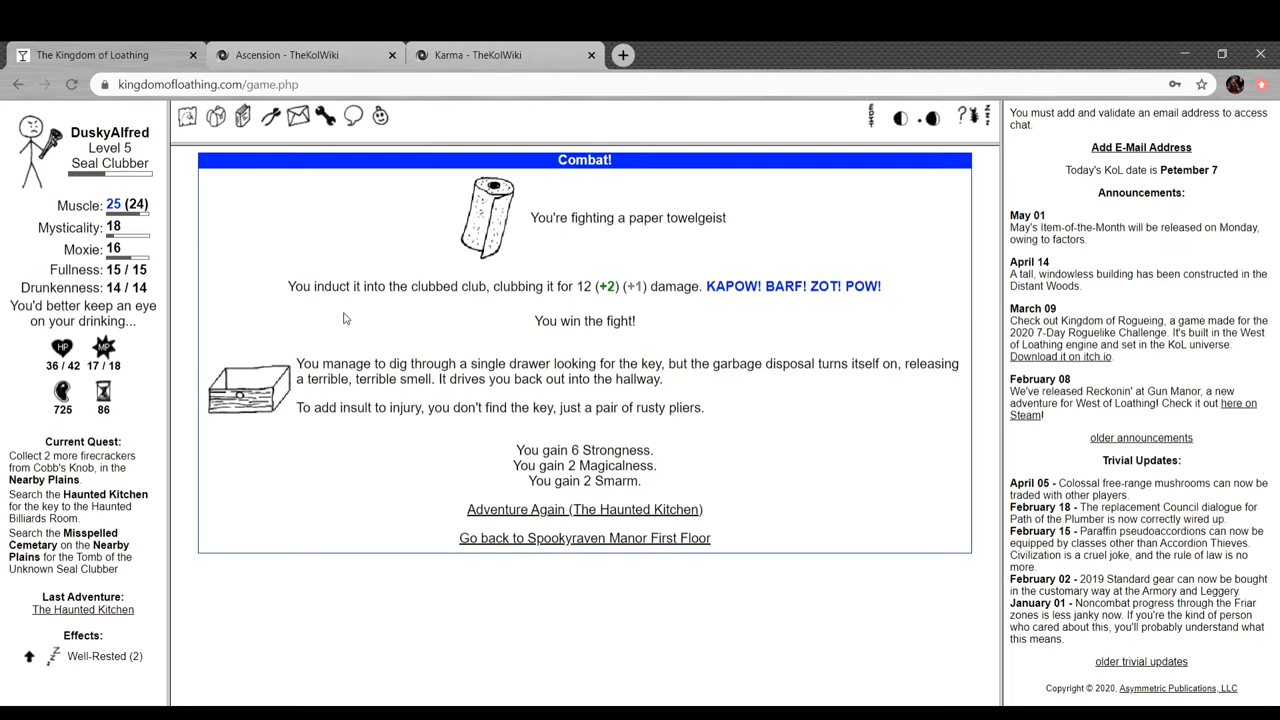 The Kingdom of Loathing
Ascension - TheKolWiki
Karma - TheKolWiki
kingdomofloathing.com/game.php
DuskyAlfred
Level 5
Seal Clubber
Muscle: 25 (24)
Mysticality: 18
Moxie: 16
Fullness: 15 / 15
Drunkenness: 14 / 14
You'd better keep an eye
on your drinking...
HP MP
36 / 42 17 / 18
725 86
Current Quest:
Collect 2 more firecrackers
from Cobb's Knob, in the
Nearby Plains.
Search the Haunted Kitchen
for the key to the Haunted
Billiards Room.
Search the Misspelled
Cemetary on the Nearby
Plains for the Tomb of the
Unknown Seal Clubber
Last Adventure:
The Haunted Kitchen
Effects:
Well-Rested (2)
Combat!
You're fighting a paper towelgeist
You induct it into the clubbed club, clubbing it for 12 (+2) (+1) damage. KAPOW! BARF! ZOT! POW!
You win the fight!
You manage to dig through a single drawer looking for the key, but the garbage disposal turns itself on, releasing
a terrible, terrible smell. It drives you back out into the hallway.
To add insult to injury, you don't find the key, just a pair of rusty pliers.
You gain 6 Strongness.
You gain 2 Magicalness.
You gain 2 Smarm.
Adventure Again (The Haunted Kitchen)
Go back to Spookyraven Manor First Floor
You must add and validate an email address to access
chat.
Add E-Mail Address
Today's KoL date is Petember 7
Announcements:
May 01
May's Item-of-the-Month will be released on Monday,
owing to factors.
April 14
A tall, windowless building has been constructed in the
Distant Woods.
March 09
Check out Kingdom of Rogueing, a game made for the
2020 7-Day Roguelike Challenge. It's built in the West
of Loathing engine and set in the KoL universe.
Download it on itch.io.
February 08
We've released Reckonin' at Gun Manor, a new
adventure for West of Loathing! Check it out here on
Steam!
older announcements
Trivial Updates:
April 05 - Colossal free-range mushrooms can now be
traded with other players.
February 18 - The replacement Council dialogue for
Path of the Plumber is now correctly wired up.
February 15 - Paraffin pseudoaccordions can now be
equipped by classes other than Accordion Thieves.
Civilization is a cruel joke, and the rule of law is no
more.
February 02 - 2019 Standard gear can now be bought
in the customary way at the Armory and Leggery.
January 01 - Noncombat progress through the Friar
zones is less janky now. If you're the kind of person
who cared about this, you'll probably understand what
this means.
older trivial updates
Copyright © 2020, Asymmetric Publications, LLC